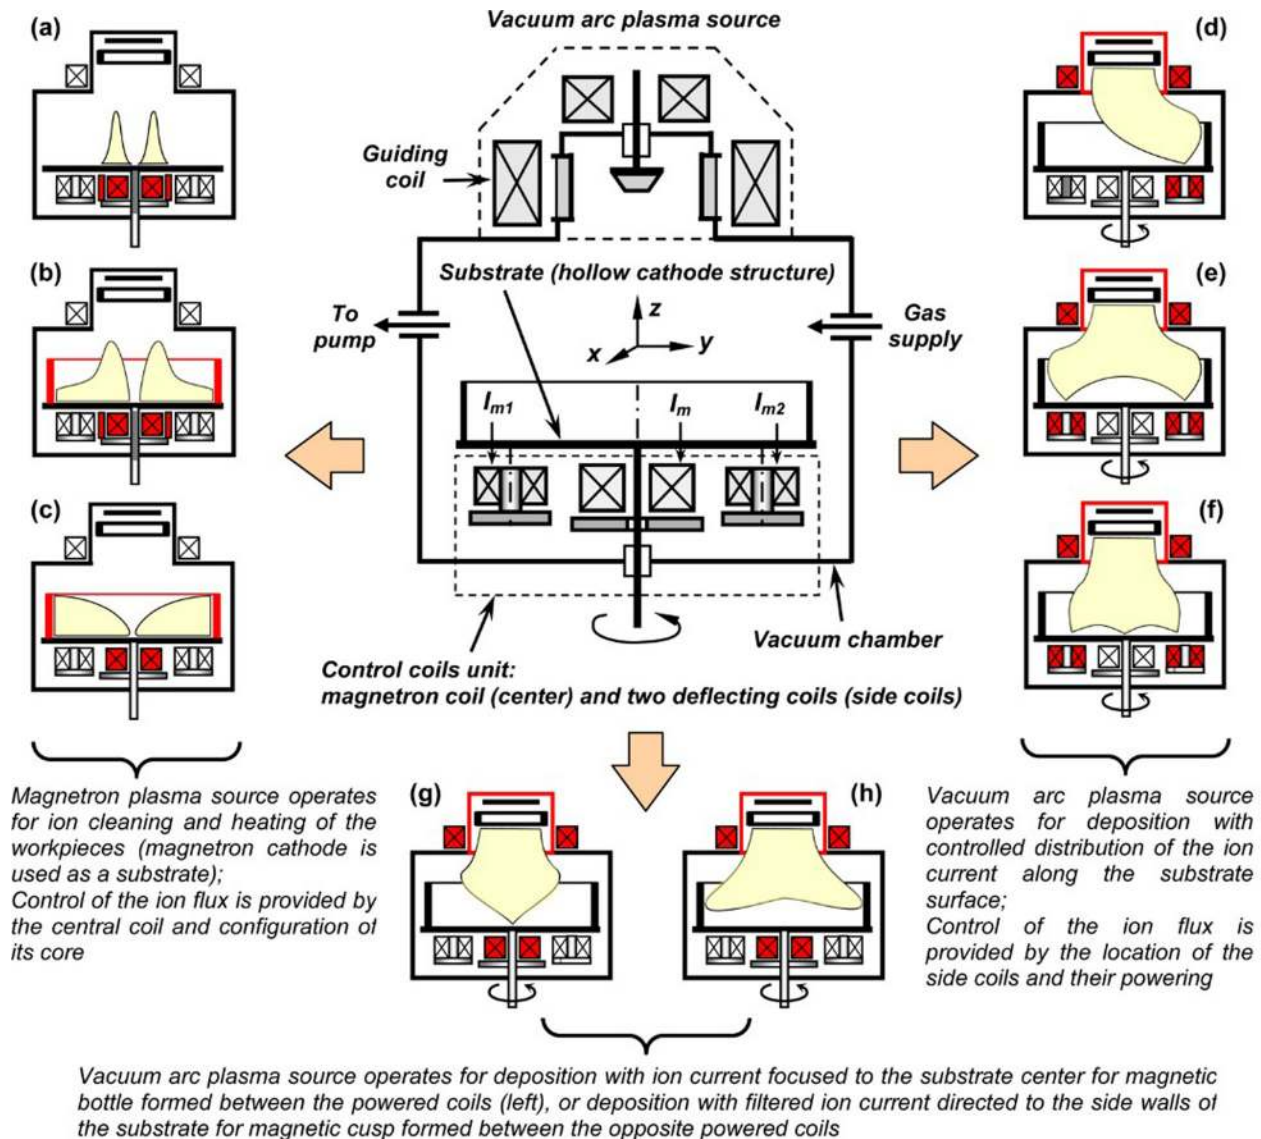 Vacuum arc plasma source
(a)
(d)
Guiding
coil
Substrate (hollow cathode structure)
(b)
(e)
To
pump
z
x
y
Gas
supply
I_m1
I_m
I_m2
(c)
(f)
Vacuum chamber
Control coils unit:
magnetron coil (center) and two deflecting coils (side coils)
Magnetron plasma source operates
for ion cleaning and heating of the
workpieces (magnetron cathode is
used as a substrate);
Control of the ion flux is provided by
the central coil and configuration of
its core
(g)
(h)
Vacuum arc plasma source
operates for deposition with
controlled distribution of the ion
current along the substrate
surface;
Control of the ion flux is
provided by the location of the
side coils and their powering
Vacuum arc plasma source operates for deposition with ion current focused to the substrate center for magnetic
bottle formed between the powered coils (left), or deposition with filtered ion current directed to the side walls of
the substrate for magnetic cusp formed between the opposite powered coils